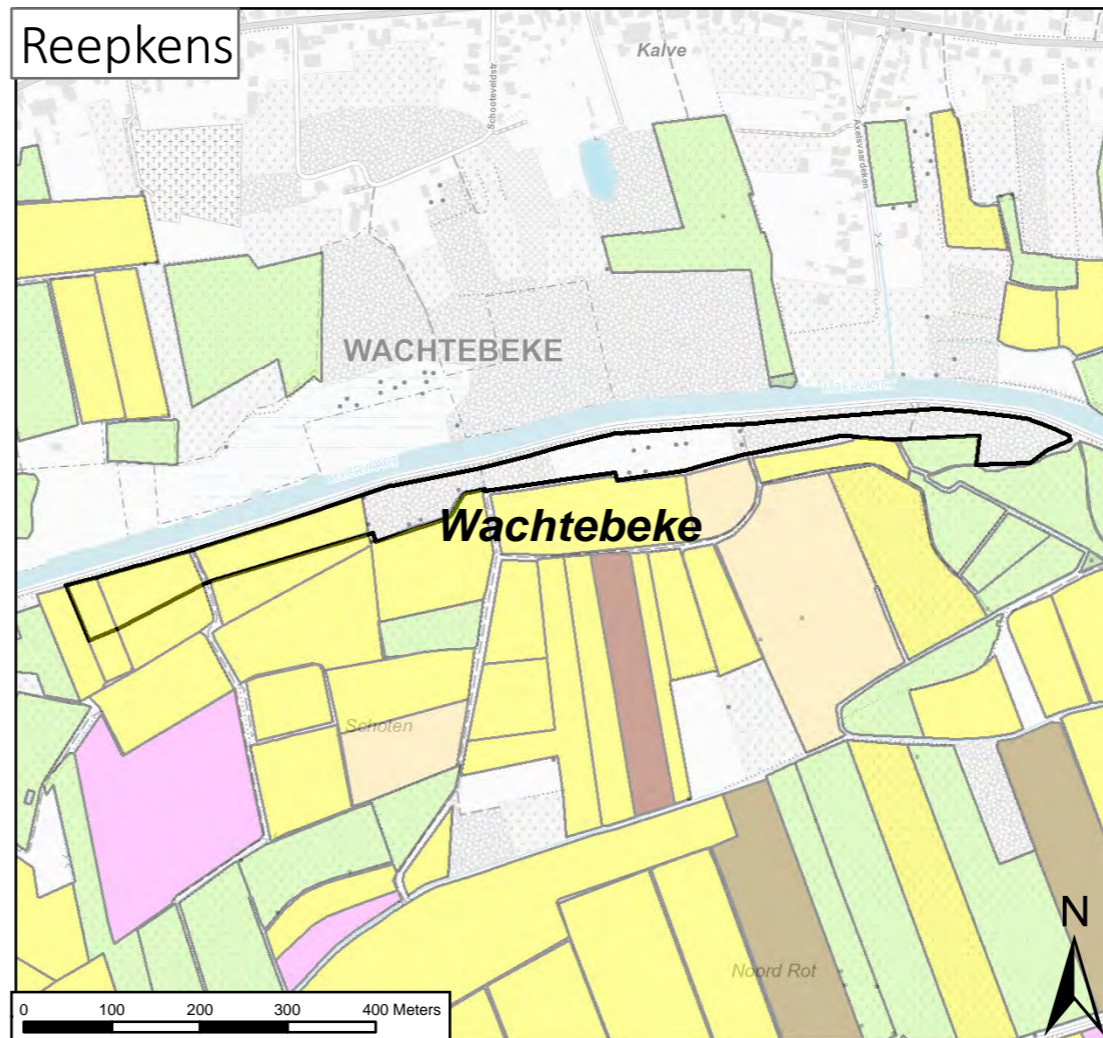 Reepkens
Kalve
Schooteveldstr
Axelsvaardeken
WACHTEBEKE
Wachtebeke
Schoten
Noord Rot
N
0 100 200 300 400 Meters